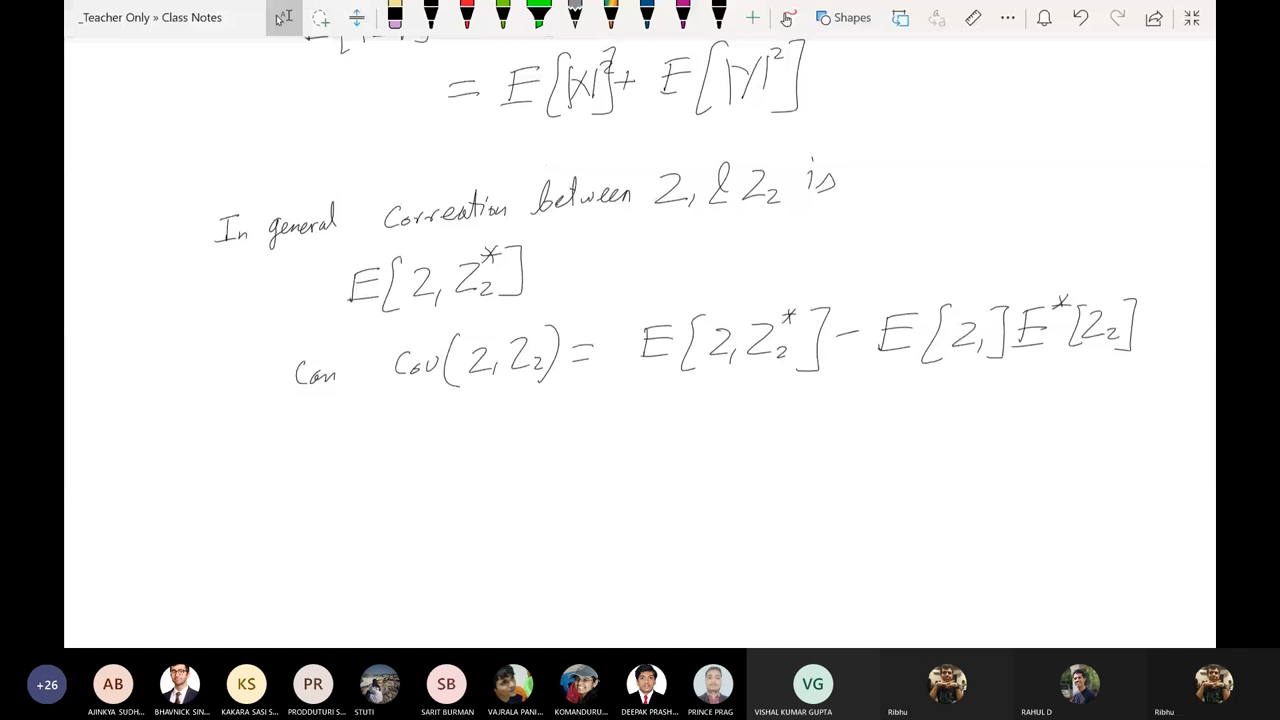 _Teacher Only » Class Notes
Shapes
= E[|X|²] + E[|Y|²]
In general Correation between Z₁ & Z₂ is
E[Z₁ Z₂*]
Con Cov(Z₁ Z₂) = E[Z₁ Z₂*] - E[Z₁] E*[Z₂]
+26
AB
KS
PR
SB
VG
AJINKYA SUDH...
BHAVNICK SIN...
KAKARA SASI S...
PRODDUTURI S...
STUTI
SARIT BURMAN
VAJRALA PANI...
KOMANDURU...
DEEPAK PRASH...
PRINCE PRAG
VISHAL KUMAR GUPTA
Ribhu
RAHUL D
Ribhu